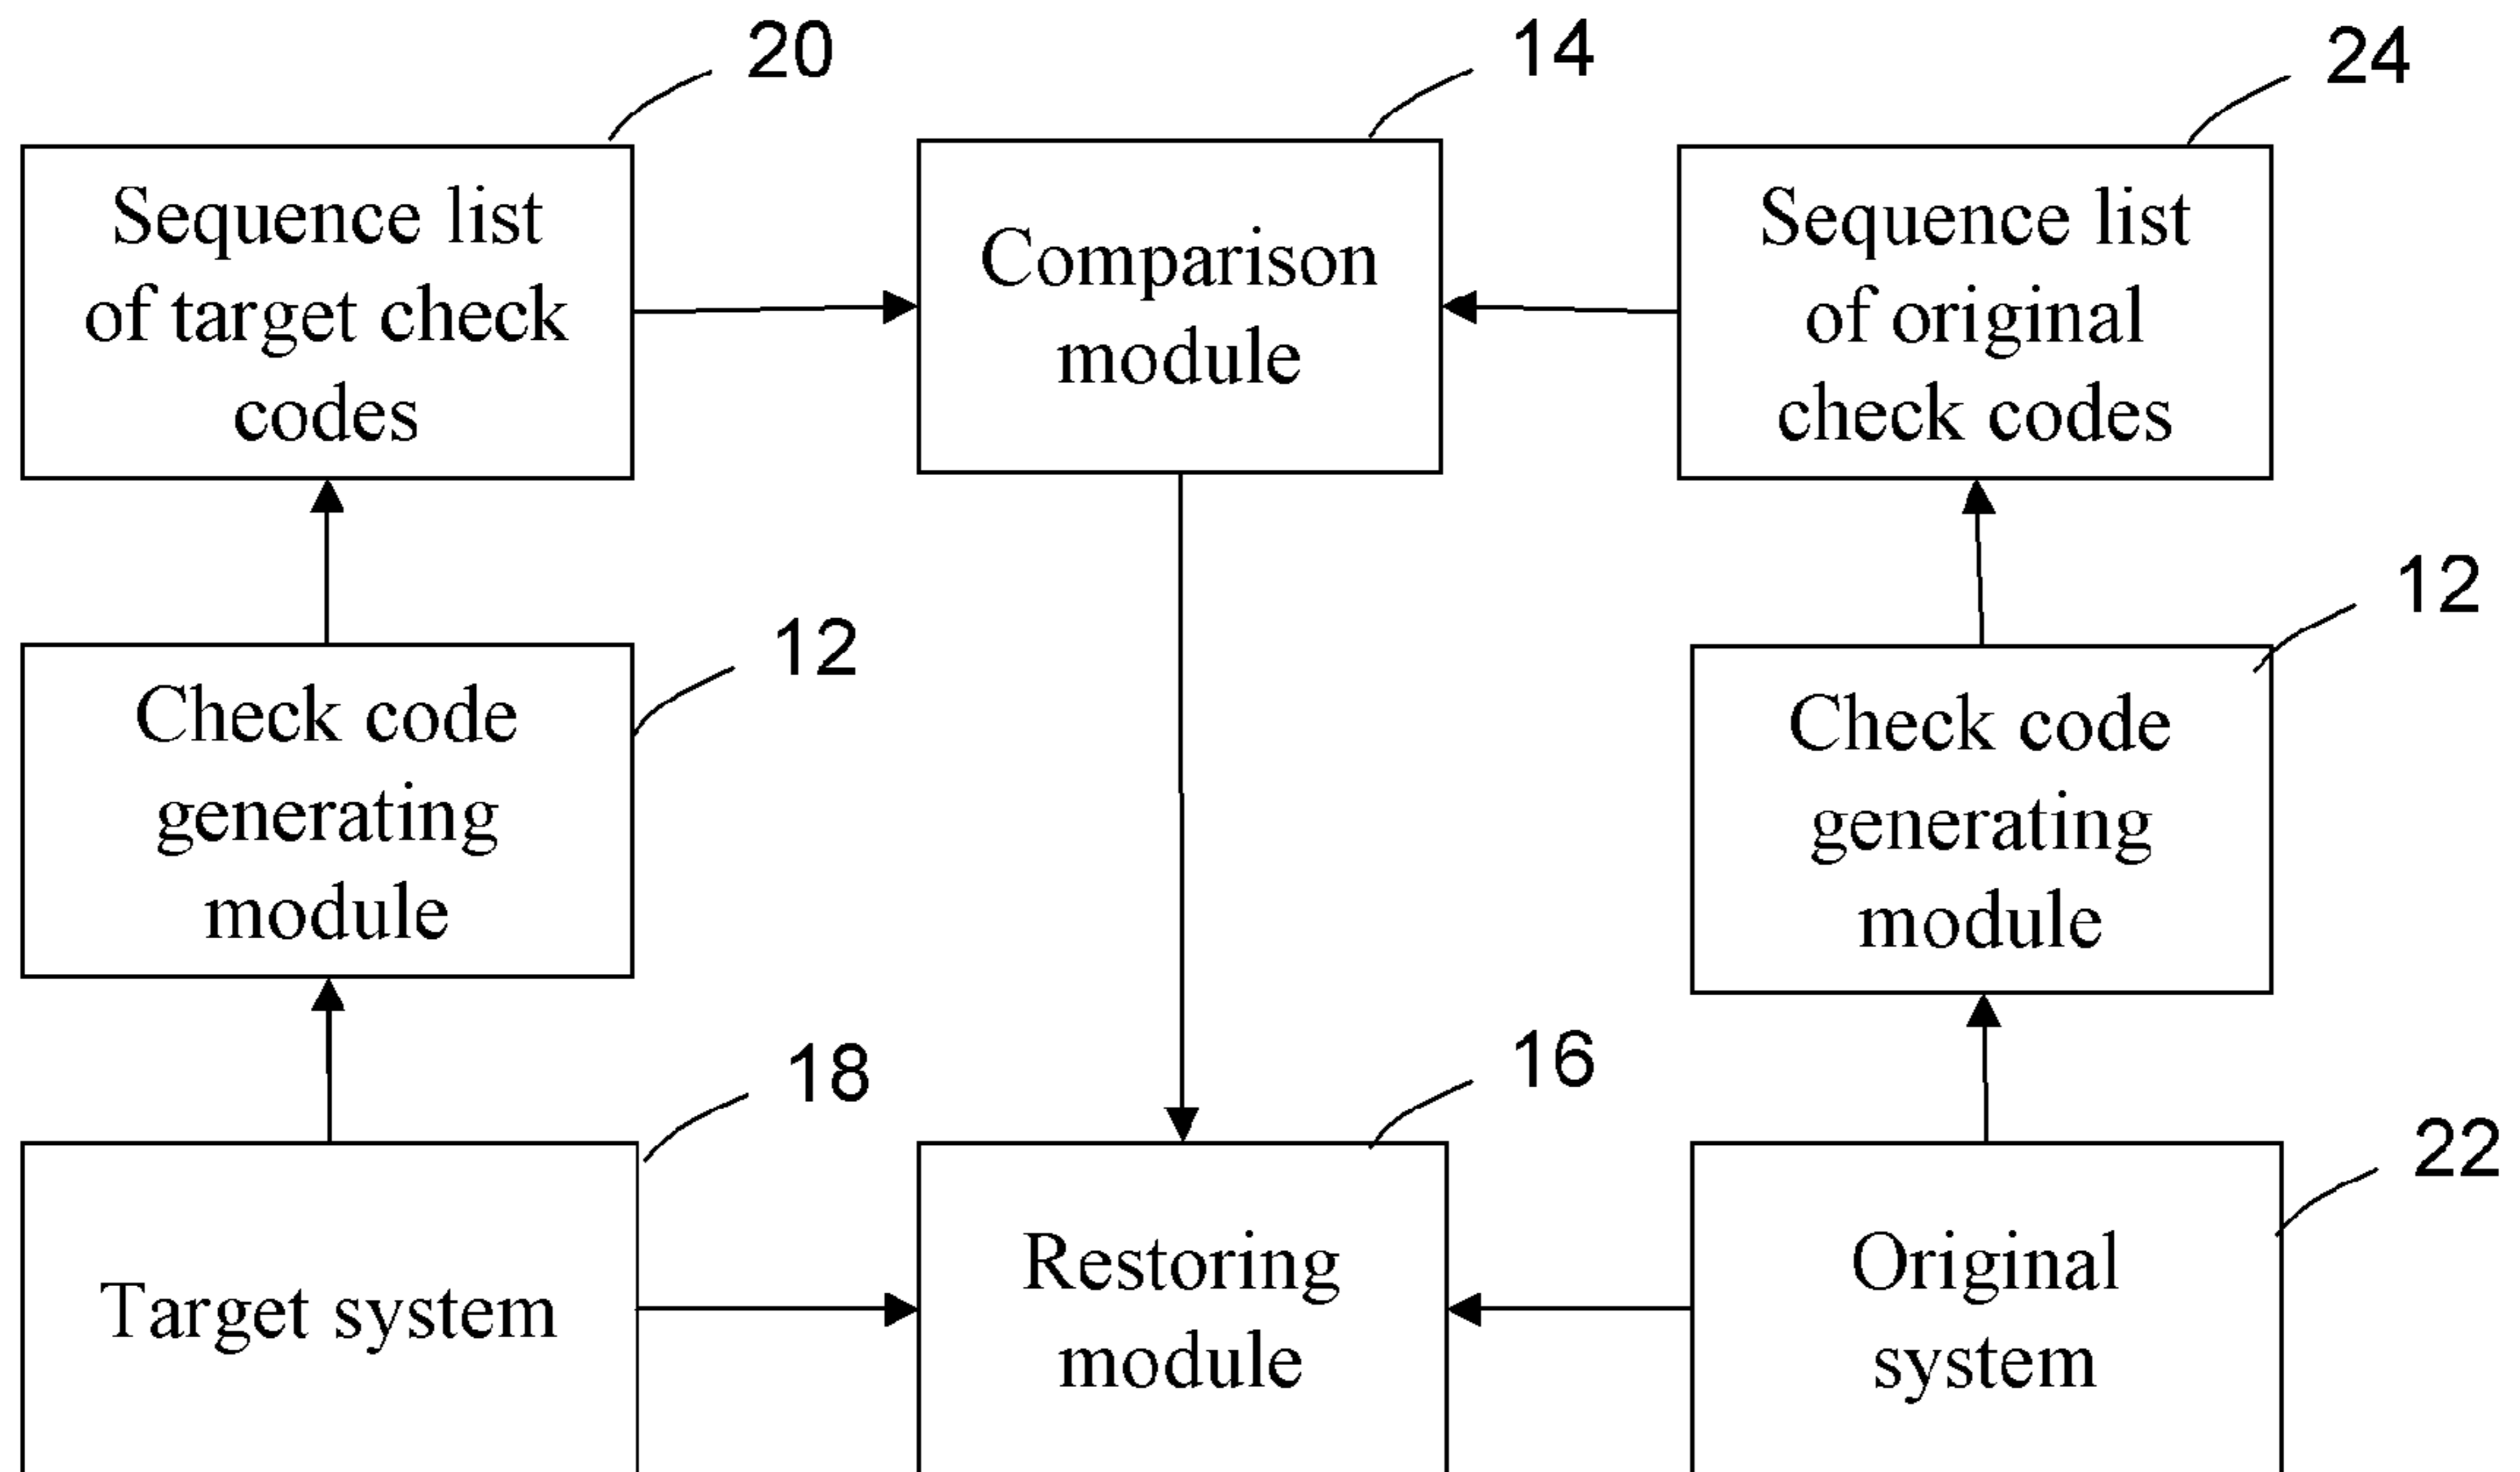 20
14
24
Sequence list
of target check
codes
Comparison
module
Sequence list
of original
check codes
12
12
Check code
generating
module
Check code
generating
module
18
16
22
Target system
Restoring
module
Original
system